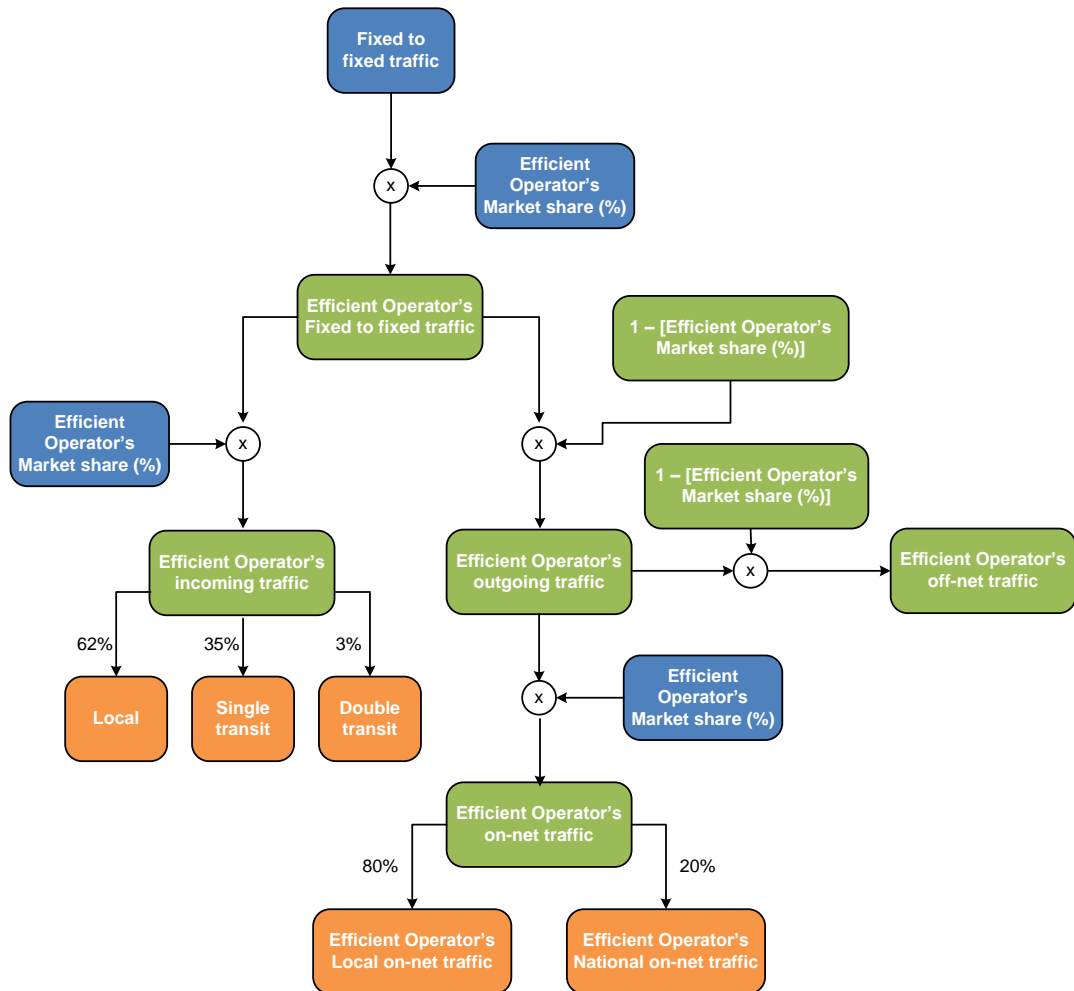 Fixed to
fixed traffic
Efficient
Operator's
Market share (%)
x
Efficient Operator's
Fixed to fixed traffic
1 – [Efficient Operator's
Market share (%)]
Efficient
Operator's
Market share (%)
x
x
1 – [Efficient Operator's
Market share (%)]
Efficient Operator's
incoming traffic
Efficient Operator's
outgoing traffic
x
Efficient Operator's
off-net traffic
62%
35%
3%
Local
Single
transit
Double
transit
x
Efficient
Operator's
Market share (%)
Efficient Operator's
on-net traffic
80%
20%
Efficient Operator's
Local on-net traffic
Efficient Operator's
National on-net traffic